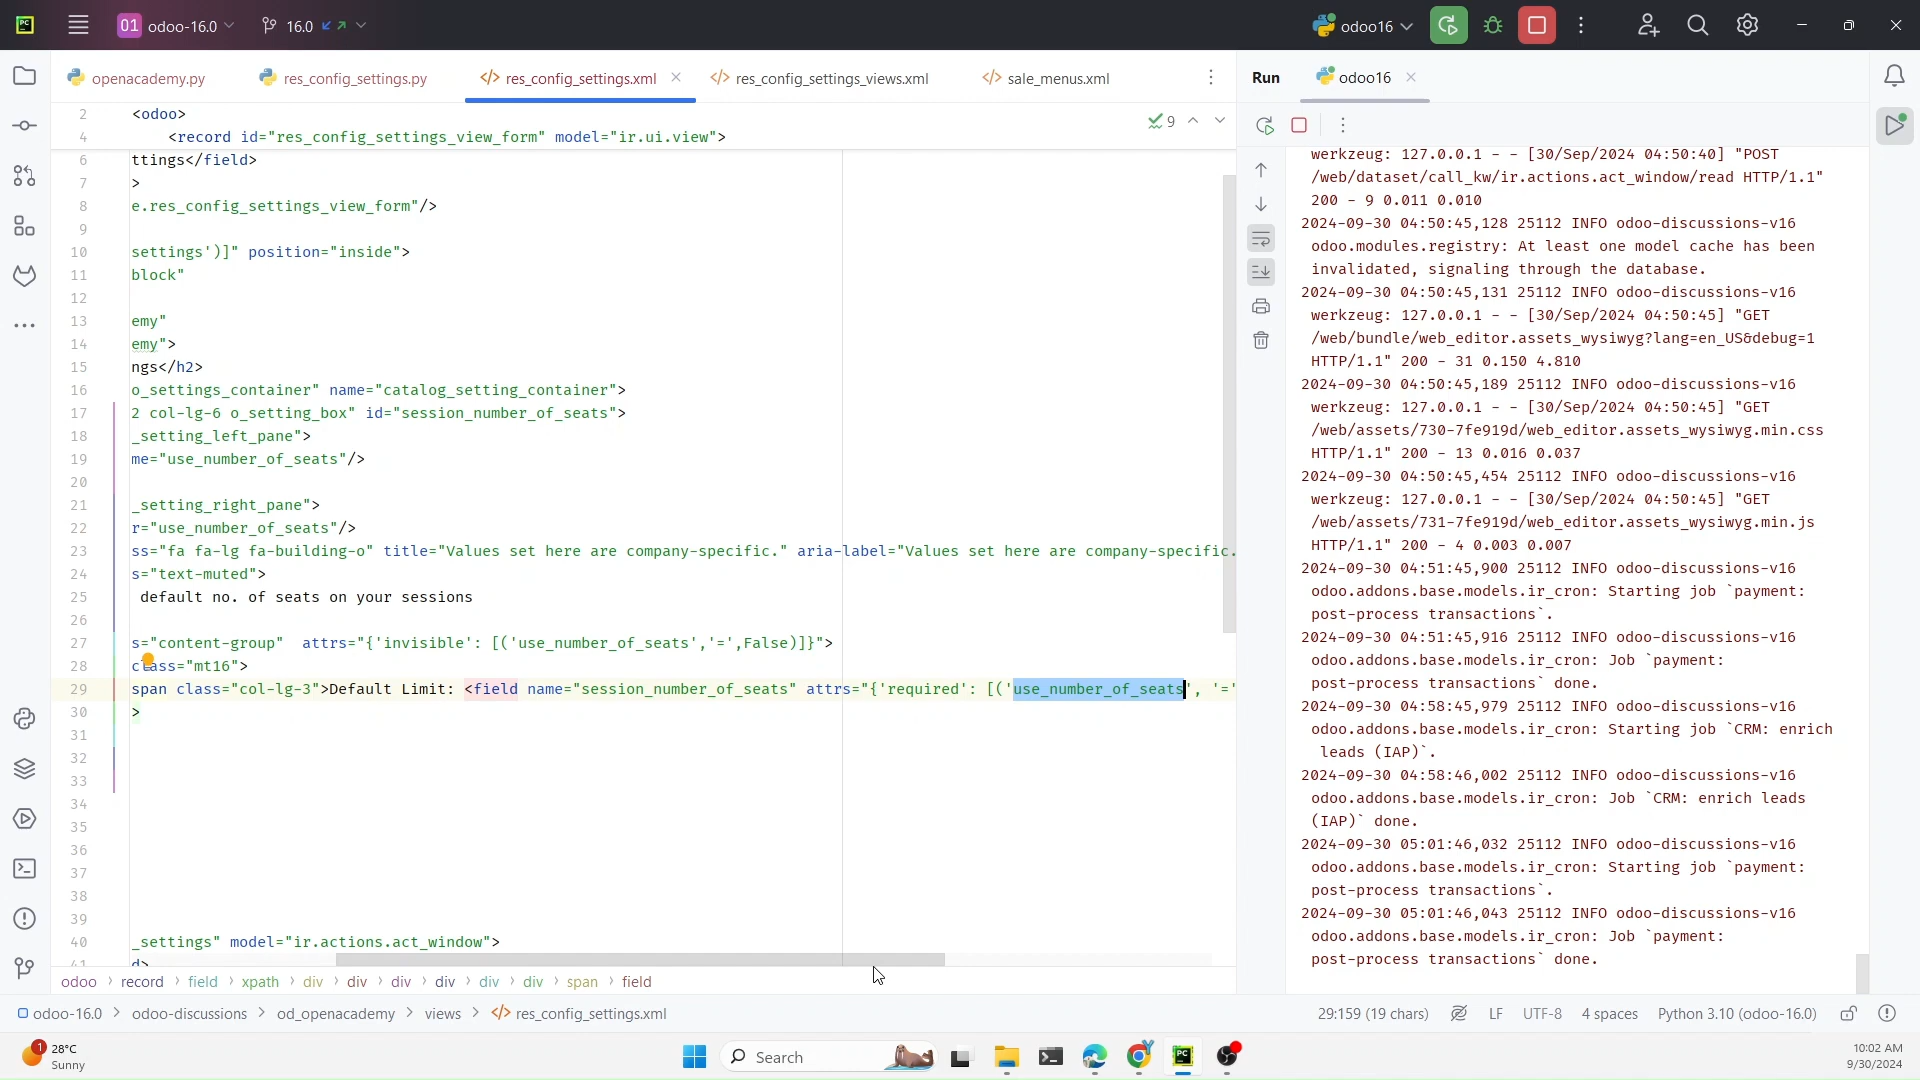 01 odoo-16.0
16.0
odoo16
openacademy.py
res_config_settings.py
res_config_settings.xml
res_config_settings_views.xml
sale_menus.xml
Run
odoo16
9
2 <odoo>
4 <record id="res_config_settings_view_form" model="ir.ui.view">
6 ttings</field>
7 >
8 e.res_config_settings_view_form"/>
9
10 settings')]" position="inside">
11 block"
12
13 emy"
14 emy">
15 ngs</h2>
16 o_settings_container" name="catalog_setting_container">
17 2 col-lg-6 o_setting_box" id="session_number_of_seats">
18 _setting_left_pane">
19 me="use_number_of_seats"/>
20
21 _setting_right_pane">
22 r="use_number_of_seats"/>
23 ss="fa fa-lg fa-building-o" title="Values set here are company-specific." aria-label="Values set here are company-specific.
24 s="text-muted">
25 default no. of seats on your sessions
26
27 s="content-group"  attrs="{'invisible': [('use_number_of_seats','=',False)]}">
28 class="mt16">
29 span class="col-lg-3">Default Limit: <field name="session_number_of_seats" attrs="{'required': [('use_number_of_seats', '='
30 >
31
32
33
34
35
36
37
38
39
40 _settings" model="ir.actions.act_window">
41 d>
werkzeug: 127.0.0.1 - - [30/Sep/2024 04:50:40] "POST
/web/dataset/call_kw/ir.actions.act_window/read HTTP/1.1"
200 - 9 0.011 0.010
2024-09-30 04:50:45,128 25112 INFO odoo-discussions-v16
odoo.modules.registry: At least one model cache has been
invalidated, signaling through the database.
2024-09-30 04:50:45,131 25112 INFO odoo-discussions-v16
werkzeug: 127.0.0.1 - - [30/Sep/2024 04:50:45] "GET
/web/bundle/web_editor.assets_wysiwyg?lang=en_US&debug=1
HTTP/1.1" 200 - 31 0.150 4.810
2024-09-30 04:50:45,189 25112 INFO odoo-discussions-v16
werkzeug: 127.0.0.1 - - [30/Sep/2024 04:50:45] "GET
/web/assets/730-7fe919d/web_editor.assets_wysiwyg.min.css
HTTP/1.1" 200 - 13 0.016 0.037
2024-09-30 04:50:45,454 25112 INFO odoo-discussions-v16
werkzeug: 127.0.0.1 - - [30/Sep/2024 04:50:45] "GET
/web/assets/731-7fe919d/web_editor.assets_wysiwyg.min.js
HTTP/1.1" 200 - 4 0.003 0.007
2024-09-30 04:51:45,900 25112 INFO odoo-discussions-v16
odoo.addons.base.models.ir_cron: Starting job `payment:
post-process transactions`.
2024-09-30 04:51:45,916 25112 INFO odoo-discussions-v16
odoo.addons.base.models.ir_cron: Job `payment:
post-process transactions` done.
2024-09-30 04:58:45,979 25112 INFO odoo-discussions-v16
odoo.addons.base.models.ir_cron: Starting job `CRM: enrich
leads (IAP)`.
2024-09-30 04:58:46,002 25112 INFO odoo-discussions-v16
odoo.addons.base.models.ir_cron: Job `CRM: enrich leads
(IAP)` done.
2024-09-30 05:01:46,032 25112 INFO odoo-discussions-v16
odoo.addons.base.models.ir_cron: Starting job `payment:
post-process transactions`.
2024-09-30 05:01:46,043 25112 INFO odoo-discussions-v16
odoo.addons.base.models.ir_cron: Job `payment:
post-process transactions` done.
odoo > record > field > xpath > div > div > div > div > div > div > span > field
odoo-16.0 > odoo-discussions > od_openacademy > views > res_config_settings.xml
29:159 (19 chars) LF UTF-8 4 spaces Python 3.10 (odoo-16.0)
1
28°C
Sunny
Search
10:02 AM
9/30/2024